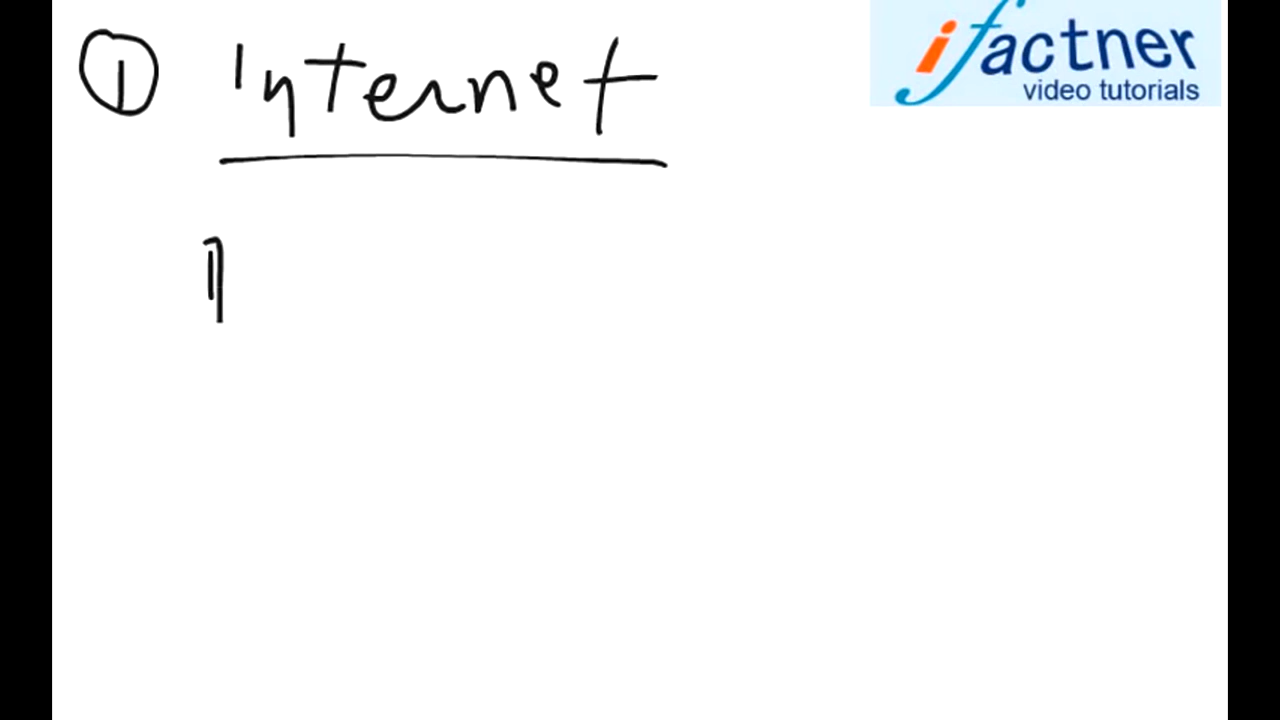 ① Internet
ifactner
video tutorials